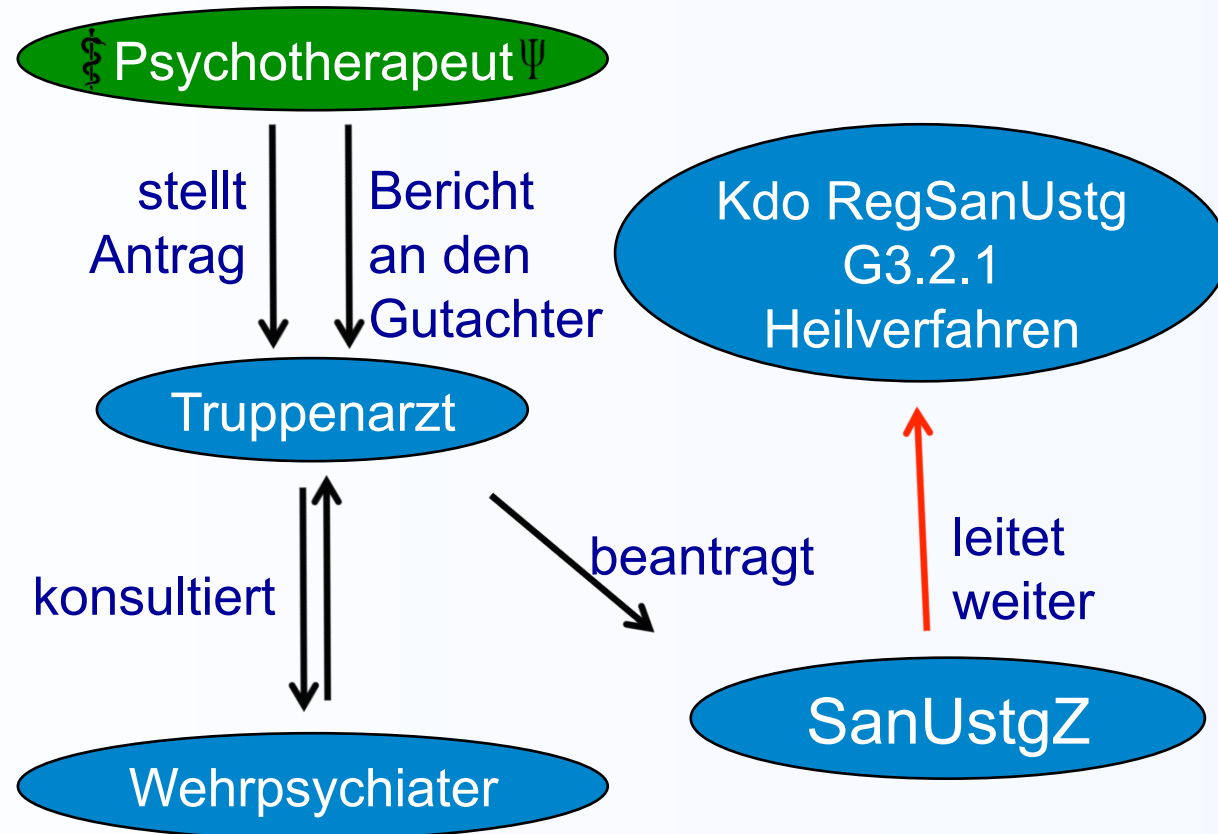 Psychotherapeut Ψ
stellt
Antrag
Bericht
an den
Gutachter
Kdo RegSanUstg
G3.2.1
Heilverfahren
Truppenarzt
konsultiert
beantragt
leitet
weiter
SanUstgZ
Wehrpsychiater